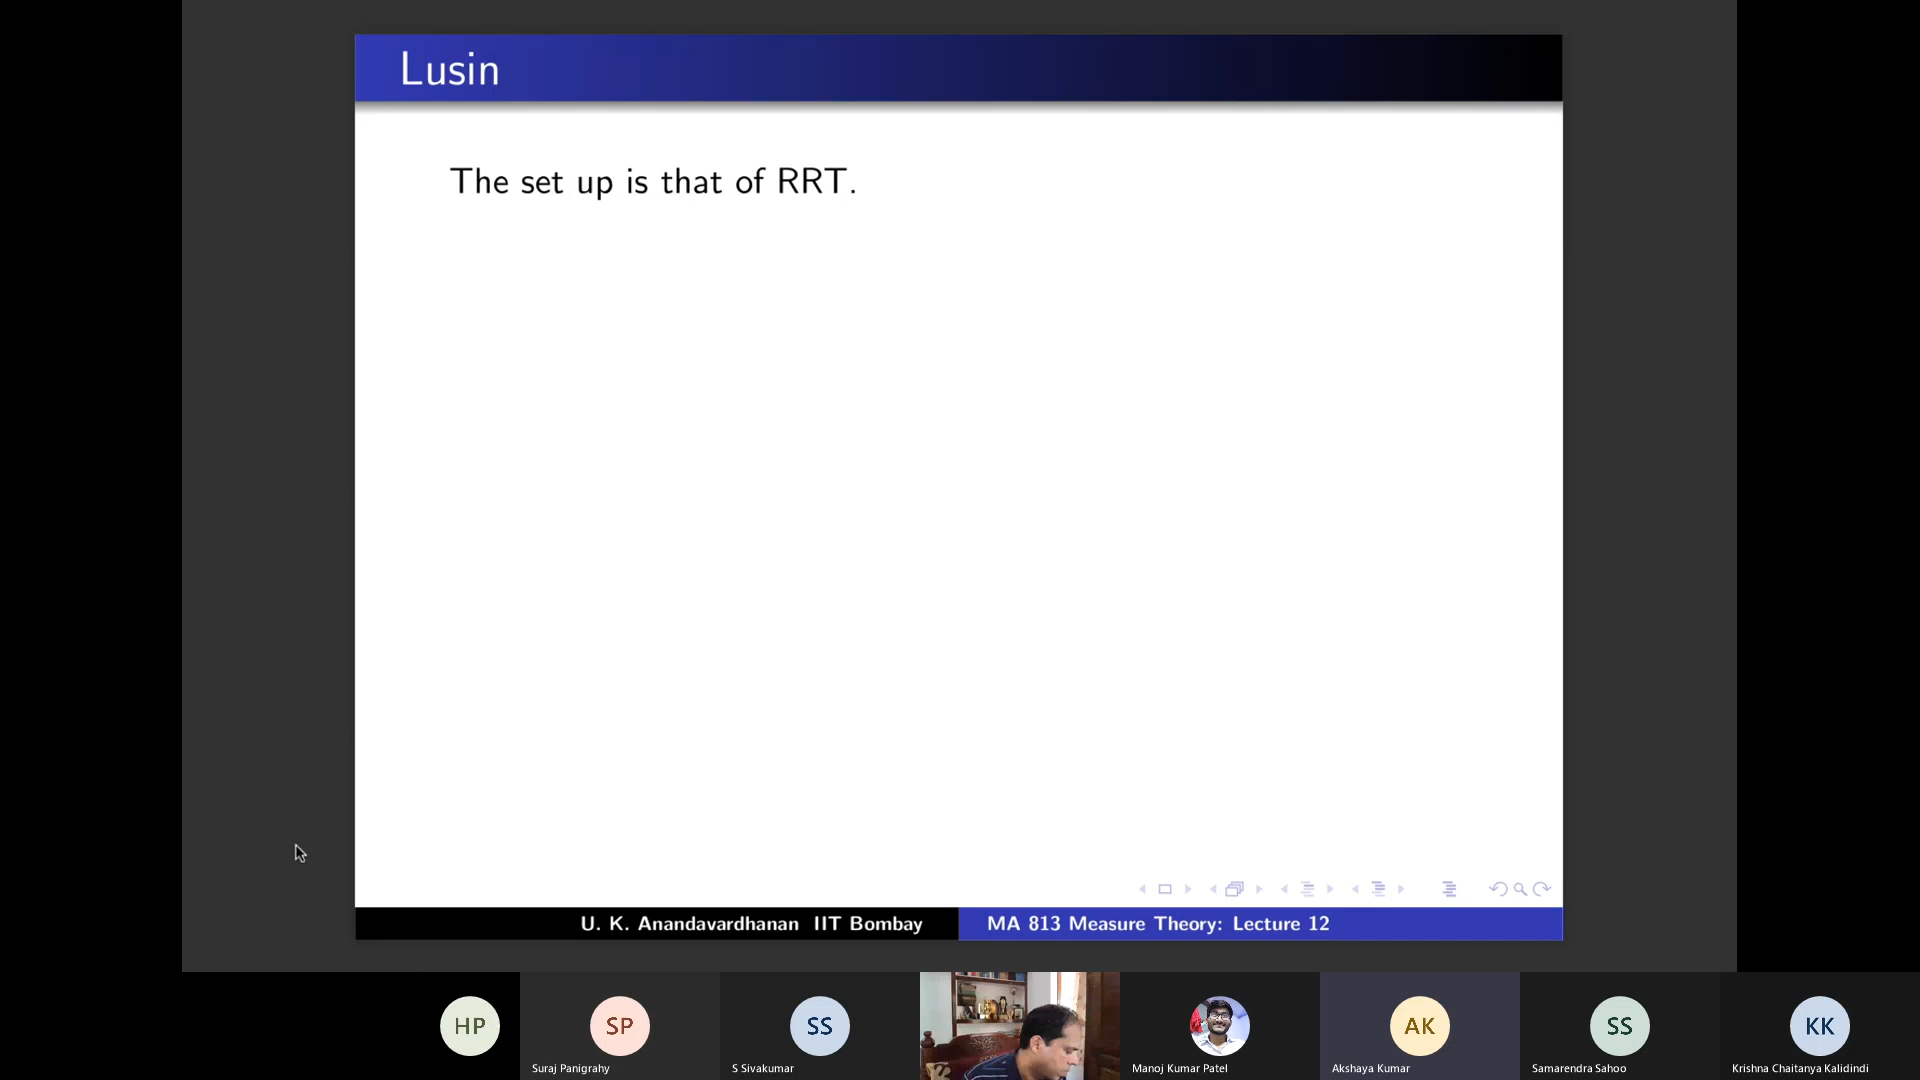 Lusin
The set up is that of RRT.
U. K. Anandavardhanan IIT Bombay
MA 813 Measure Theory: Lecture 12
HP
SP
SS
AK
SS
KK
Suraj Panigrahy
S Sivakumar
Manoj Kumar Patel
Akshaya Kumar
Samarendra Sahoo
Krishna Chaitanya Kalidindi